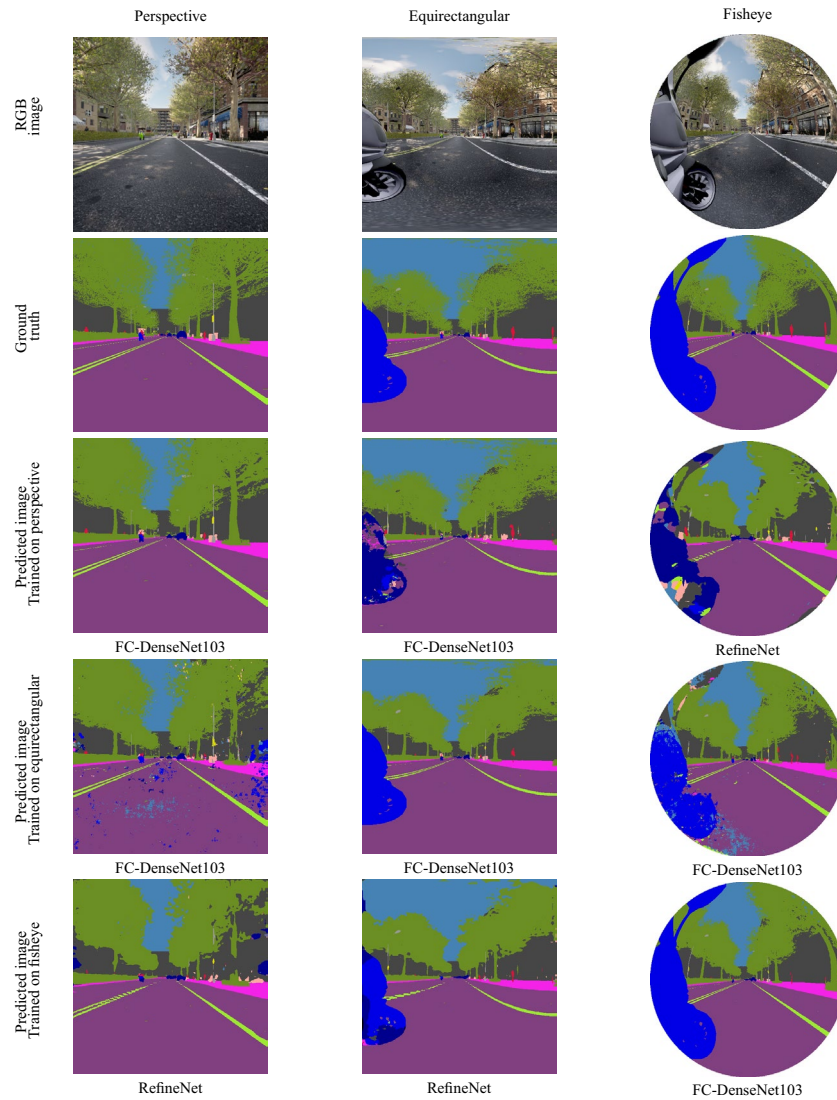 Perspective
Equirectangular
Fisheye
RGB
image
Ground
truth
Predicted image
Trained on perspective
FC-DenseNet103
FC-DenseNet103
RefineNet
Predicted image
Trained on equirectangular
FC-DenseNet103
FC-DenseNet103
FC-DenseNet103
Predicted image
Trained on fisheye
RefineNet
RefineNet
FC-DenseNet103